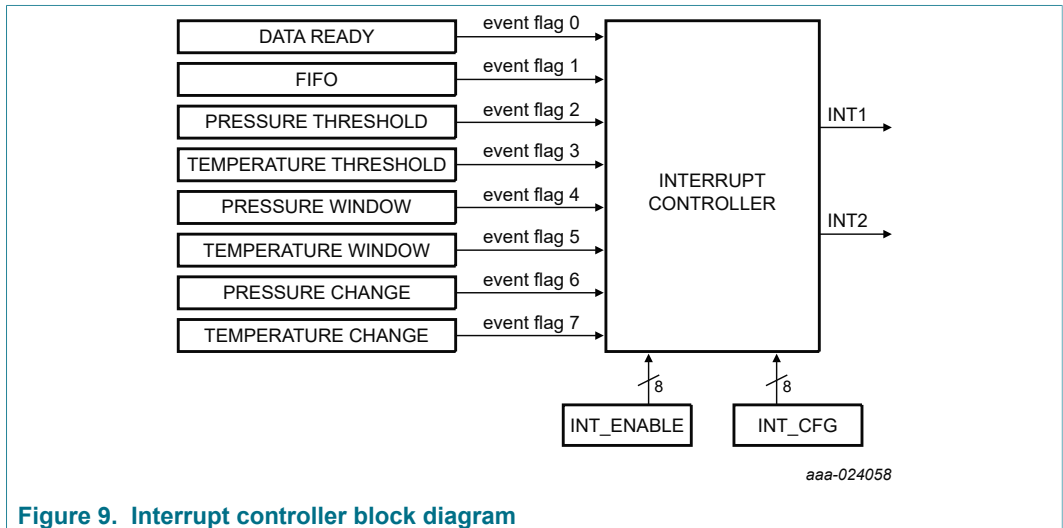 DATA READY
event flag 0
FIFO
event flag 1
PRESSURE THRESHOLD
event flag 2
TEMPERATURE THRESHOLD
event flag 3
PRESSURE WINDOW
event flag 4
TEMPERATURE WINDOW
event flag 5
PRESSURE CHANGE
event flag 6
TEMPERATURE CHANGE
event flag 7
INTERRUPT
CONTROLLER
INT1
INT2
8
8
INT_ENABLE
INT_CFG
aaa-024058
Figure 9. Interrupt controller block diagram